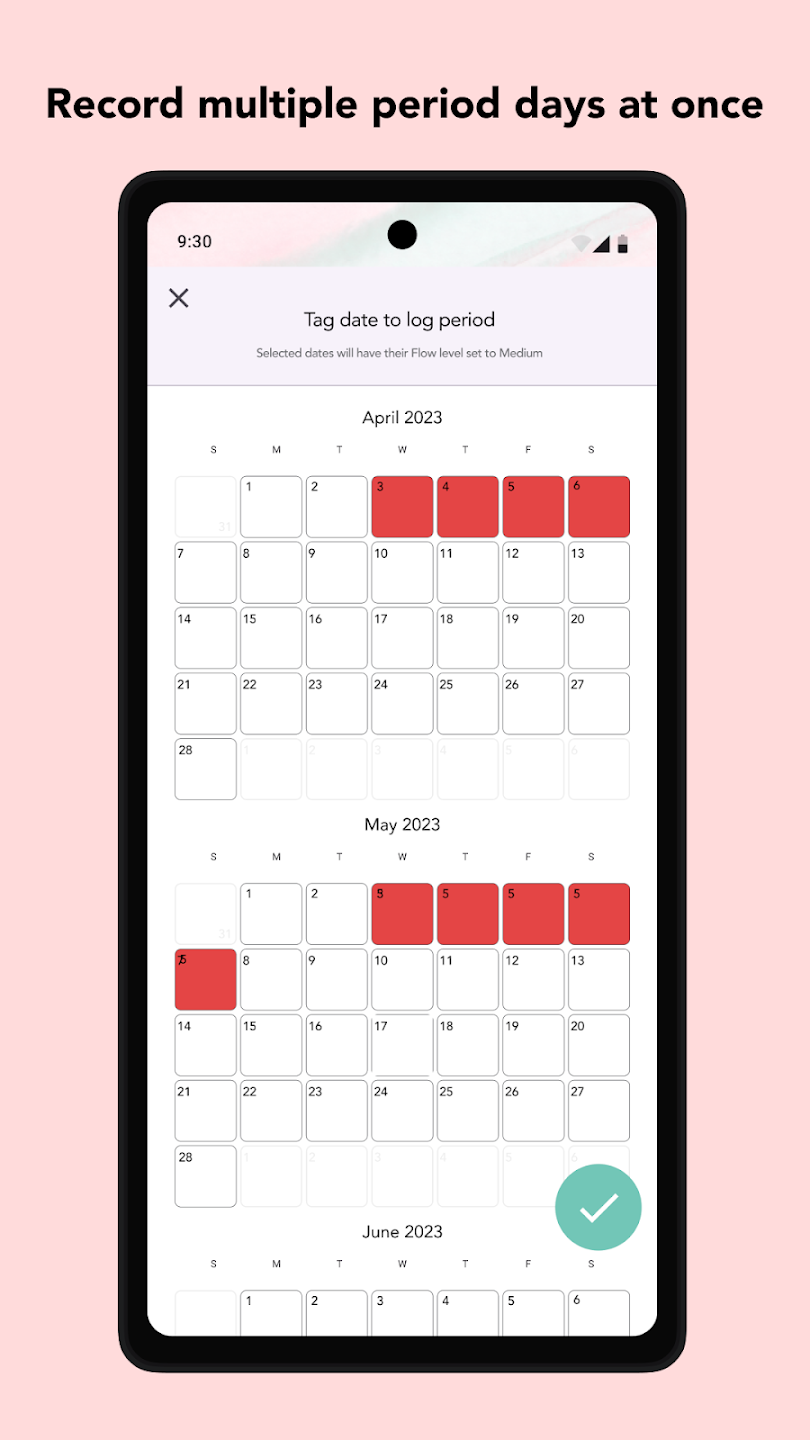 Record multiple period days at once
9:30
Tag date to log period
Selected dates will have their Flow level set to Medium
April 2023
S M T W T F S
31 1 2 3 4 5 6
7 8 9 10 11 12 13
14 15 16 17 18 19 20
21 22 23 24 25 26 27
28 1 2 3 4 5 6
May 2023
S M T W T F S
31 1 2 5 5 5
8 9 10 11 12 13
14 15 16 17 18 19 20
21 22 23 24 25 26 27
28 1 2 3 4 5 6
June 2023
S M T W T F S
1 2 3 4 5 6